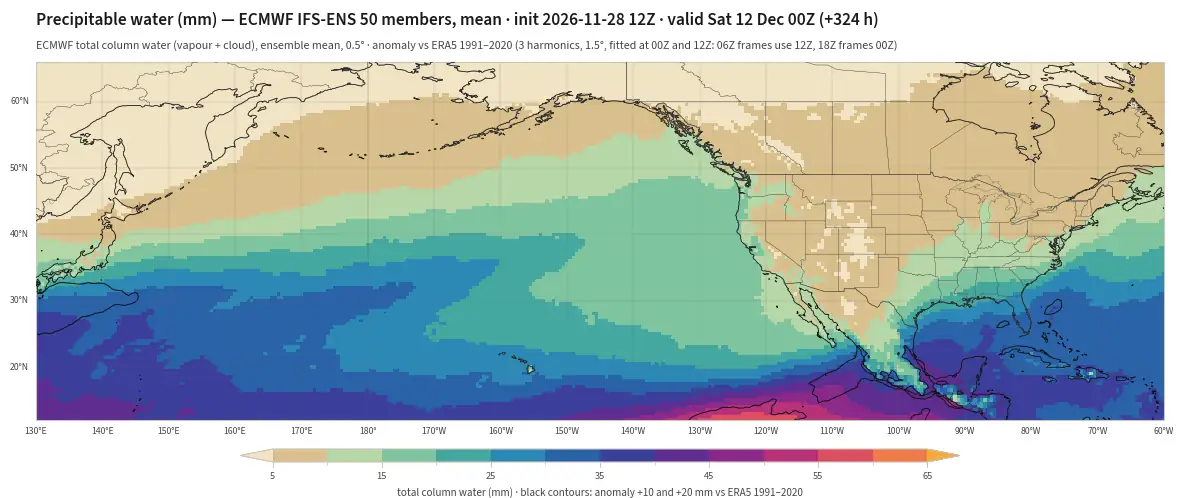 Precipitable water (mm) — ECMWF IFS-ENS 50 members, mean · init 2026-11-28 12Z · valid Sat 12 Dec 00Z (+324 h)
ECMWF total column water (vapour + cloud), ensemble mean, 0.5° · anomaly vs ERA5 1991–2020 (3 harmonics, 1.5°, fitted at 00Z and 12Z: 06Z frames use 12Z, 18Z frames 00Z)
60°N
50°N
40°N
30°N
20°N
130°E 140°E 150°E 160°E 170°E 180° 170°W 160°W 150°W 140°W 130°W 120°W 110°W 100°W 90°W 80°W 70°W 60°W
5 15 25 35 45 55 65
total column water (mm) · black contours: anomaly +10 and +20 mm vs ERA5 1991–2020